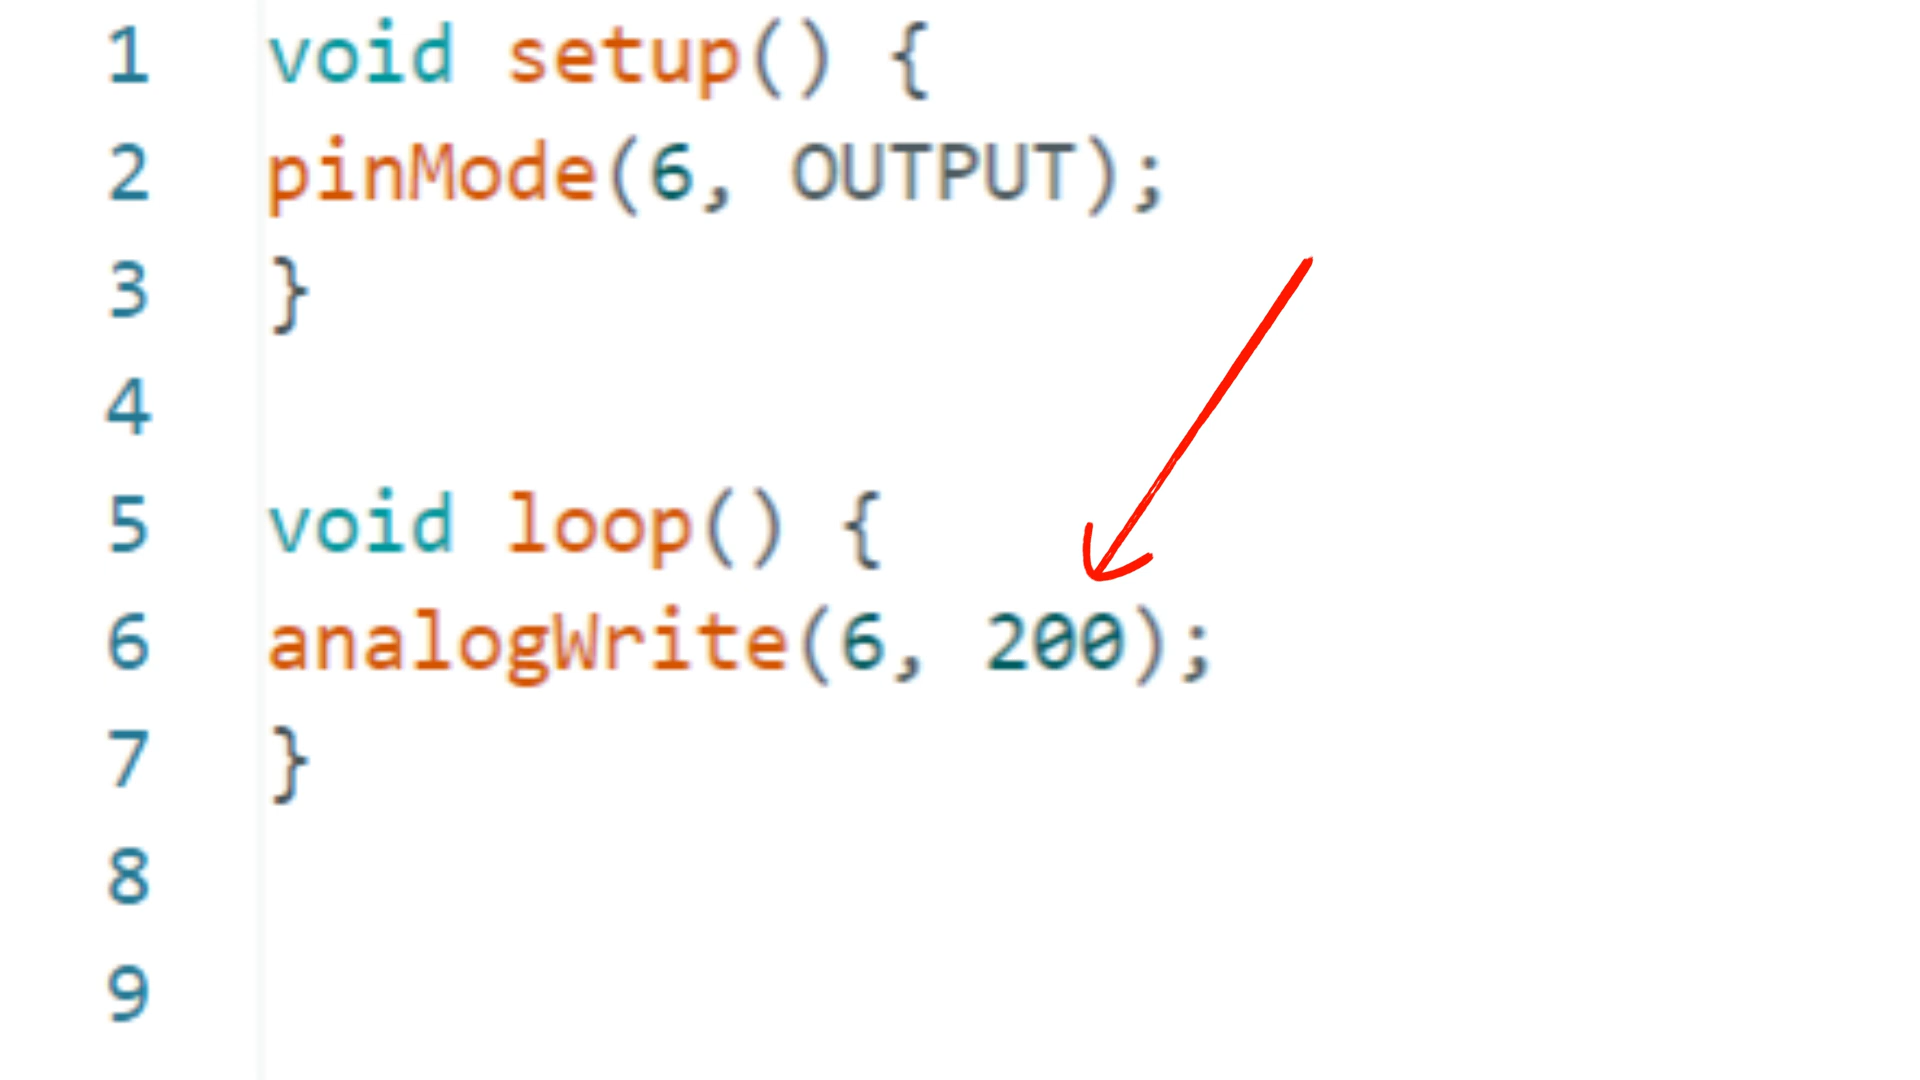 1 void setup() {
2 pinMode(6, OUTPUT);
3 }
4
5 void loop() {
6 analogWrite(6, 200);
7 }
8
9